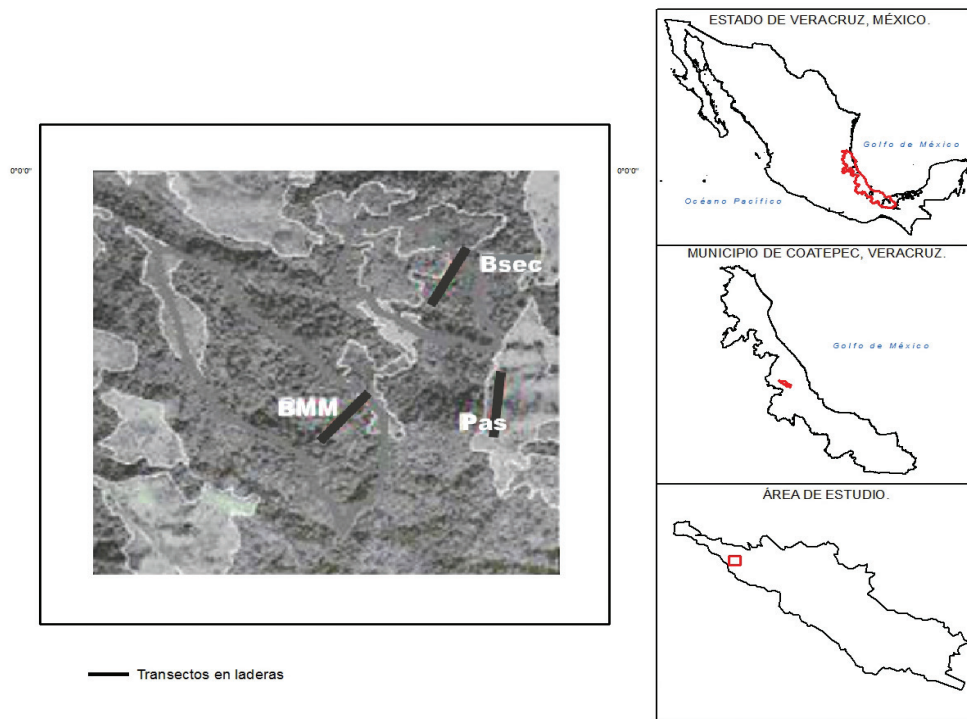 0°0'0"
0°0'0"
Bsec
BMM
Pas
Transectos en laderas
ESTADO DE VERACRUZ, MÉXICO.
Golfo de México
Océano Pacífico
MUNICIPIO DE COATEPEC, VERACRUZ.
Golfo de México
ÁREA DE ESTUDIO.